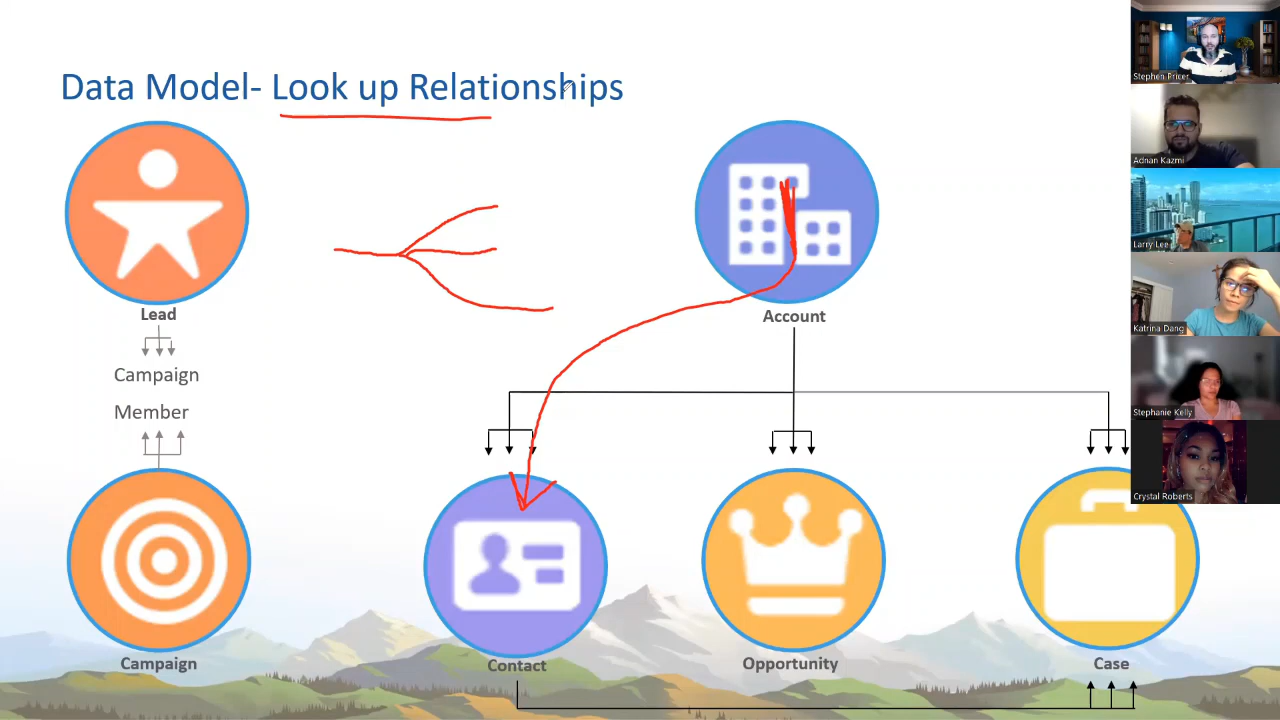 Data Model- Look up Relationships
Lead
Campaign
Member
Campaign
Account
Contact
Opportunity
Case
Stephen Pricer
Adnan Kazmi
Larry Lee
Katrina Dang
Stephanie Kelly
Crystal Roberts